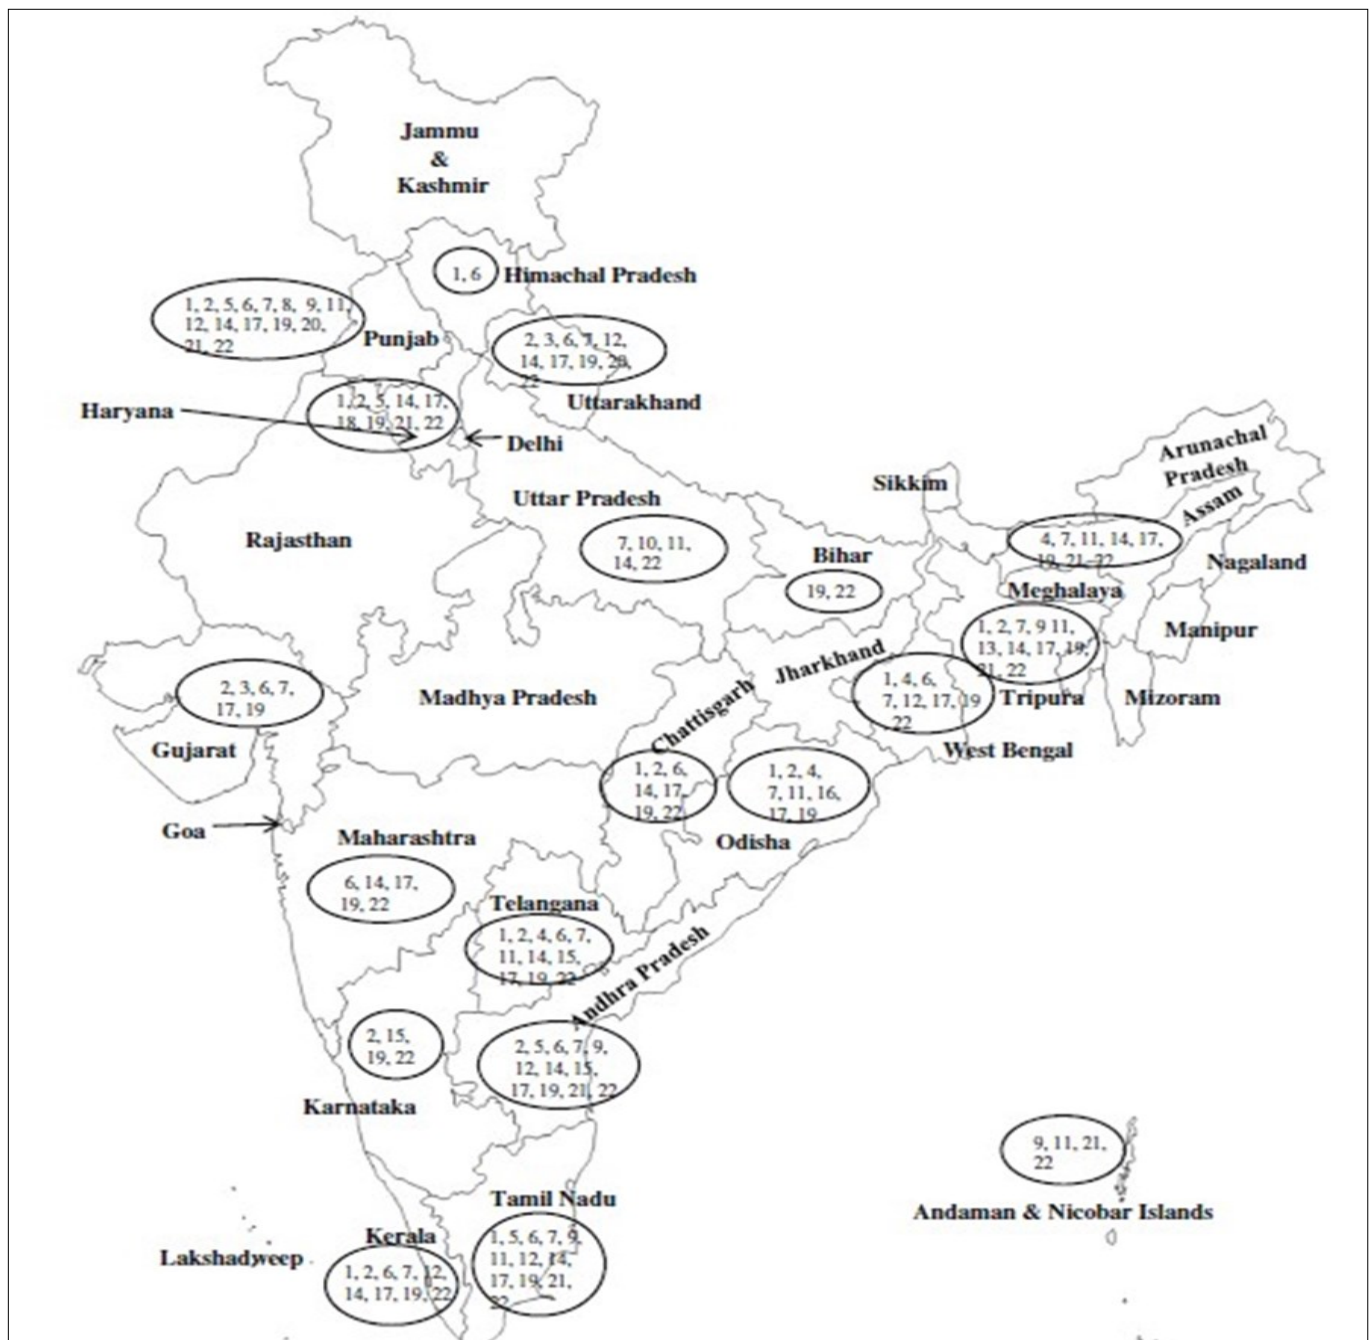 Jammu
&
Kashmir
1, 6
Himachal Pradesh
1, 2, 5, 6, 7, 8, 9, 11,
12, 14, 17, 19, 20,
21, 22
Punjab
2, 3, 6, 7, 12,
14, 17, 19, 20,
22
Uttarakhand
Haryana
1, 2, 5, 14, 17,
18, 19, 21, 22
Delhi
Uttar Pradesh
7, 10, 11,
14, 22
Rajasthan
Sikkim
Arunachal
Pradesh
Assam
4, 7, 11, 14, 17,
19, 21, 22
Nagaland
Bihar
19, 22
Meghalaya
1, 2, 7, 9 11,
13, 14, 17, 19,
21, 22
Manipur
Jharkhand
1, 4, 6,
7, 12, 17, 19
, 22
Tripura
Mizoram
West Bengal
2, 3, 6, 7,
17, 19
Gujarat
Madhya Pradesh
Chattisgarh
1, 2, 6,
14, 17,
19, 22
1, 2, 4,
7, 11, 16,
17, 19
Odisha
Goa
Maharashtra
6, 14, 17,
19, 22
Telangana
1, 2, 4, 6, 7,
11, 14, 15,
17, 19, 22
Andhra Pradesh
2, 5, 6, 7, 9,
12, 14, 15,
17, 19, 21, 22
2, 15,
19, 22
Karnataka
9, 11, 21,
22
Andaman & Nicobar Islands
Tamil Nadu
1, 5, 6, 7, 9,
11, 12, 14,
17, 19, 21,
22
Kerala
1, 2, 6, 7, 12,
14, 17, 19, 22
Lakshadweep